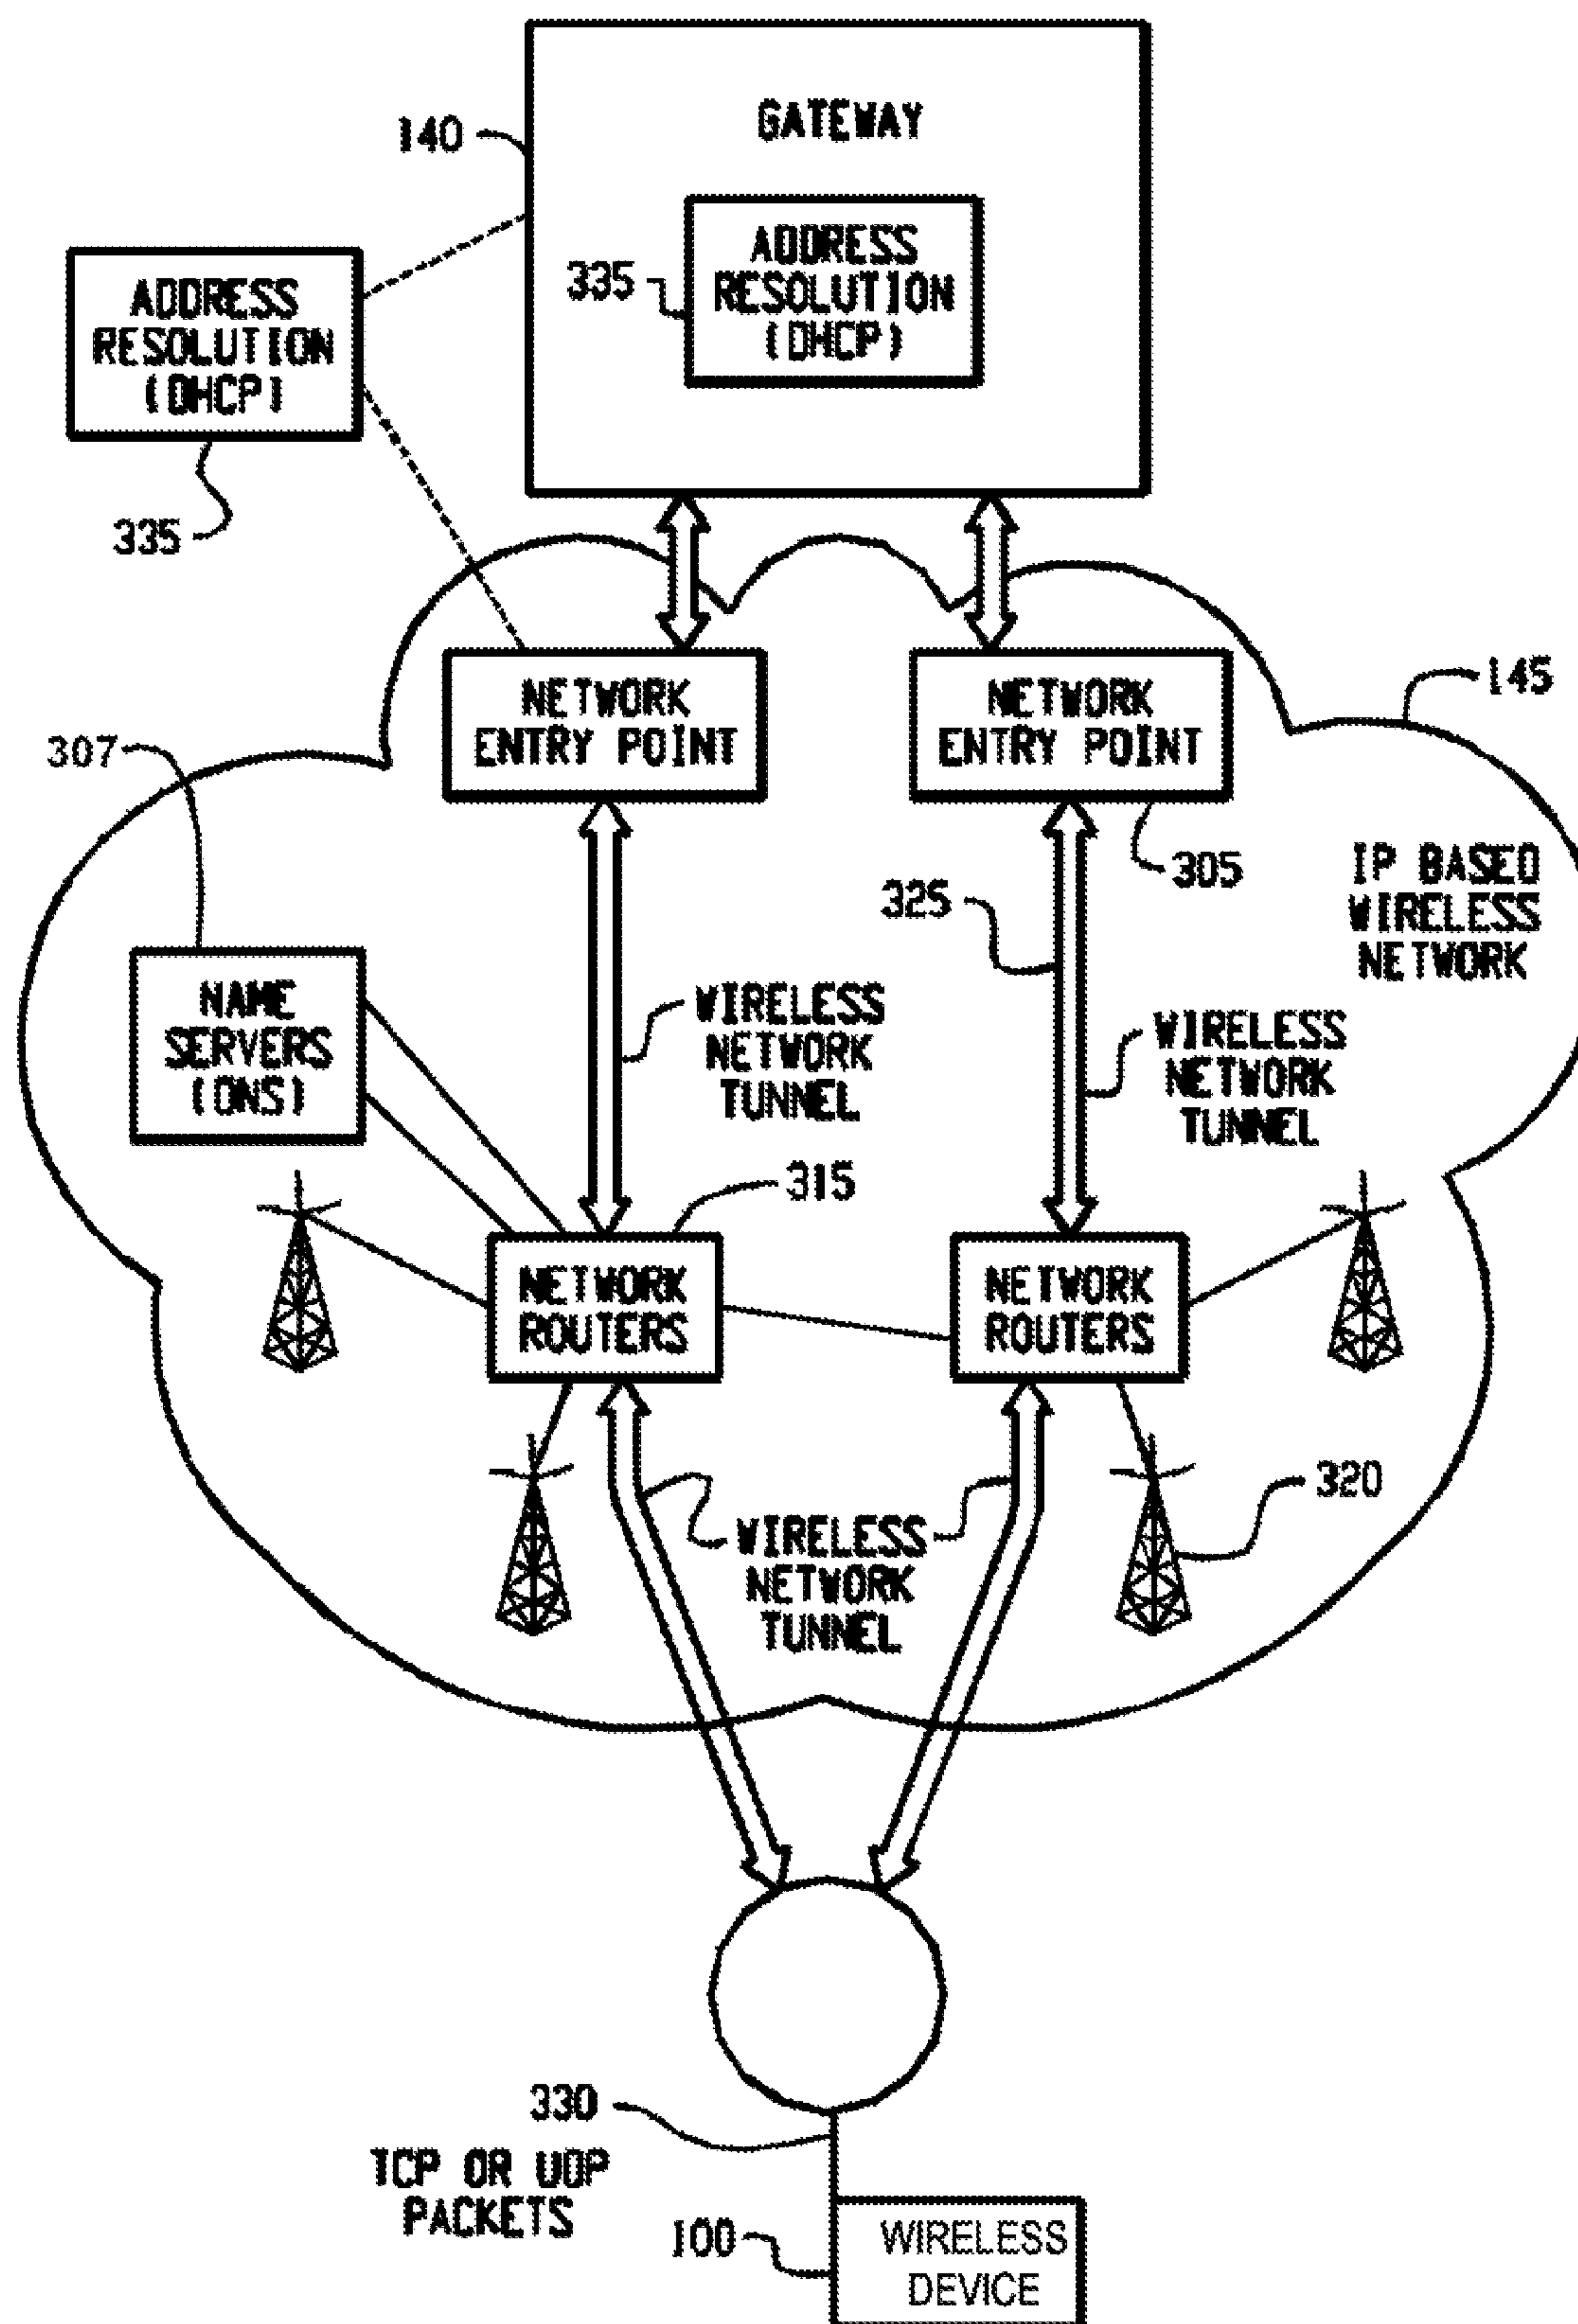 GATEWAY
140
ADDRESS
RESOLUTION
(DHCP)
335
ADDRESS
RESOLUTION
(DHCP)
335
NETWORK
ENTRY POINT
NETWORK
ENTRY POINT
145
307
305
325
IP BASED
WIRELESS
NETWORK
NAME
SERVERS
(DNS)
WIRELESS
NETWORK
TUNNEL
WIRELESS
NETWORK
TUNNEL
315
NETWORK
ROUTERS
NETWORK
ROUTERS
320
WIRELESS
NETWORK
TUNNEL
330
TCP OR UDP
PACKETS
100
WIRELESS
DEVICE